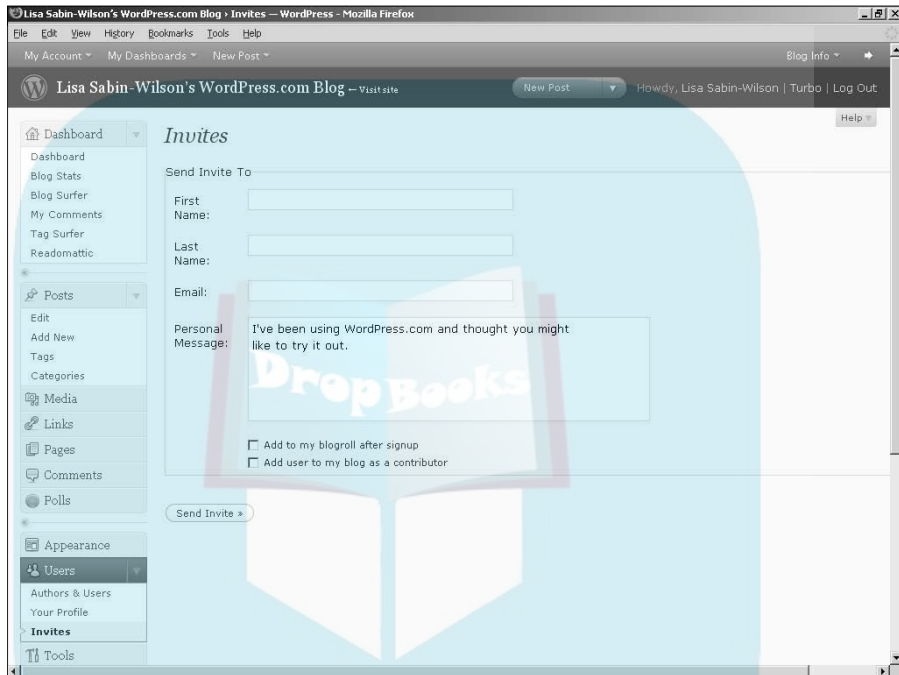 Lisa Sabin-Wilson's WordPress.com Blog › Invites — WordPress - Mozilla Firefox
File Edit View History Bookmarks Tools Help
My Account My Dashboards New Post Blog Info
Lisa Sabin-Wilson's WordPress.com Blog – Visit site New Post Howdy, Lisa Sabin-Wilson | Turbo | Log Out
Help
Dashboard
Dashboard
Blog Stats
Blog Surfer
My Comments
Tag Surfer
Readomattic
Posts
Edit
Add New
Tags
Categories
Media
Links
Pages
Comments
Polls
Appearance
Users
Authors & Users
Your Profile
Invites
Tools
Invites
Send Invite To
First
Name:
Last
Name:
Email:
Personal
Message:
I've been using WordPress.com and thought you might
like to try it out.
DropBooks
Add to my blogroll after signup
Add user to my blog as a contributor
Send Invite »